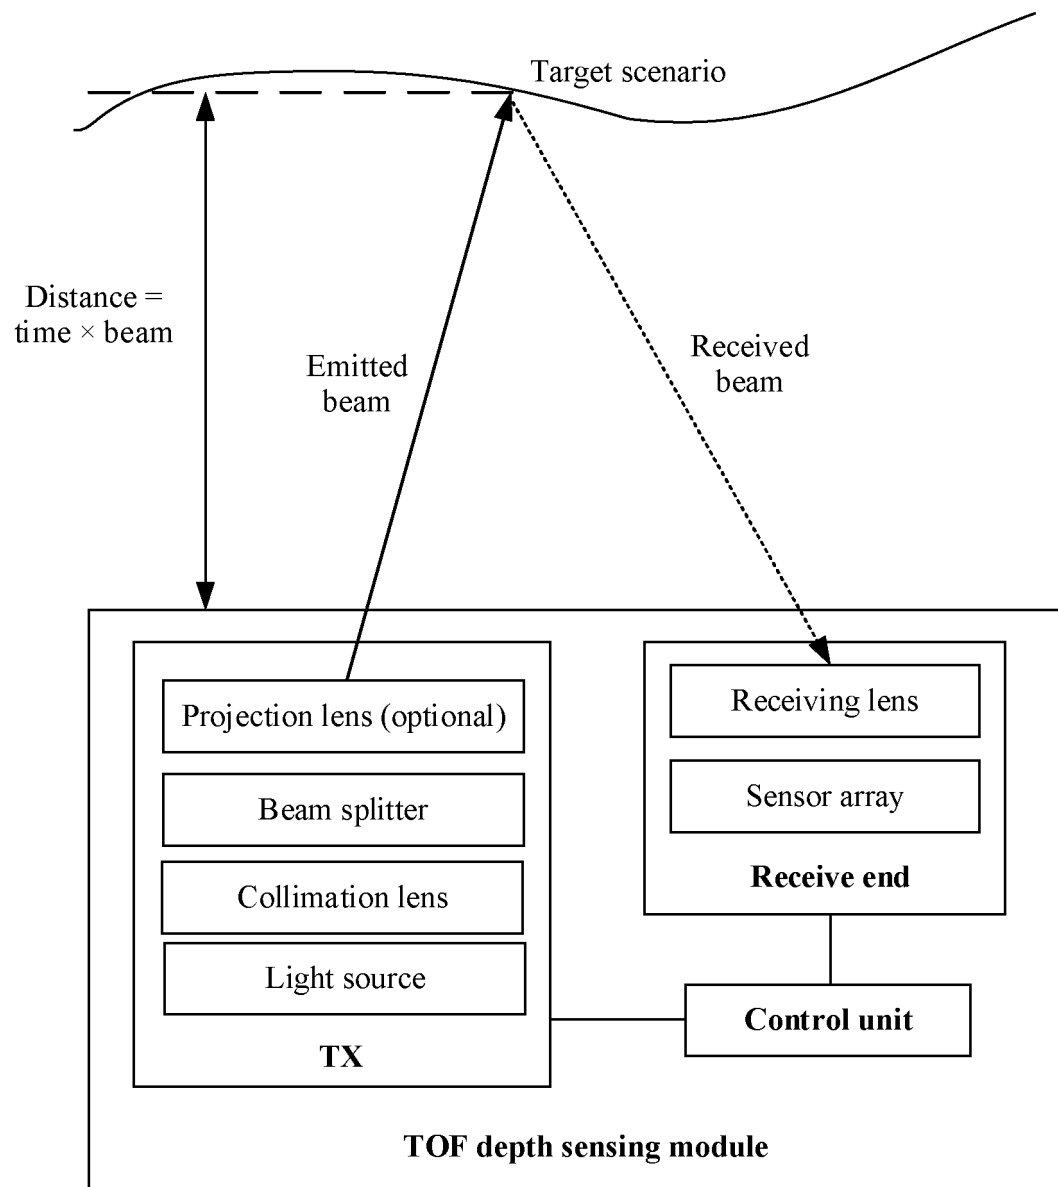 Target scenario
Distance =
time × beam
Emitted
beam
Received
beam
Projection lens (optional)
Beam splitter
Collimation lens
Light source
TX
Receiving lens
Sensor array
Receive end
Control unit
TOF depth sensing module